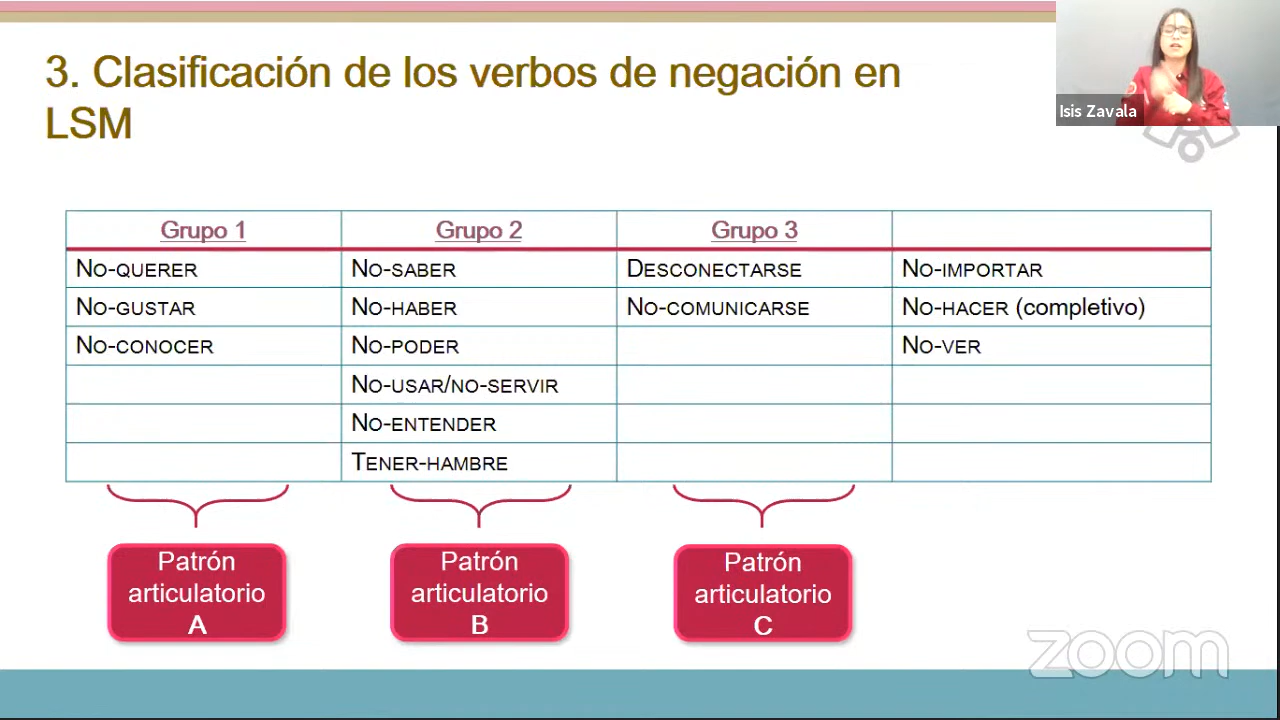 3. Clasificación de los verbos de negación en
LSM
Isis Zavala
Grupo 1 Grupo 2 Grupo 3
NO-QUERER NO-SABER DESCONECTARSE NO-IMPORTAR
NO-GUSTAR NO-HABER NO-COMUNICARSE NO-HACER (completivo)
NO-CONOCER NO-PODER NO-VER
NO-USAR/NO-SERVIR
NO-ENTENDER
TENER-HAMBRE
Patrón
articulatorio
A
Patrón
articulatorio
B
Patrón
articulatorio
C
zoom